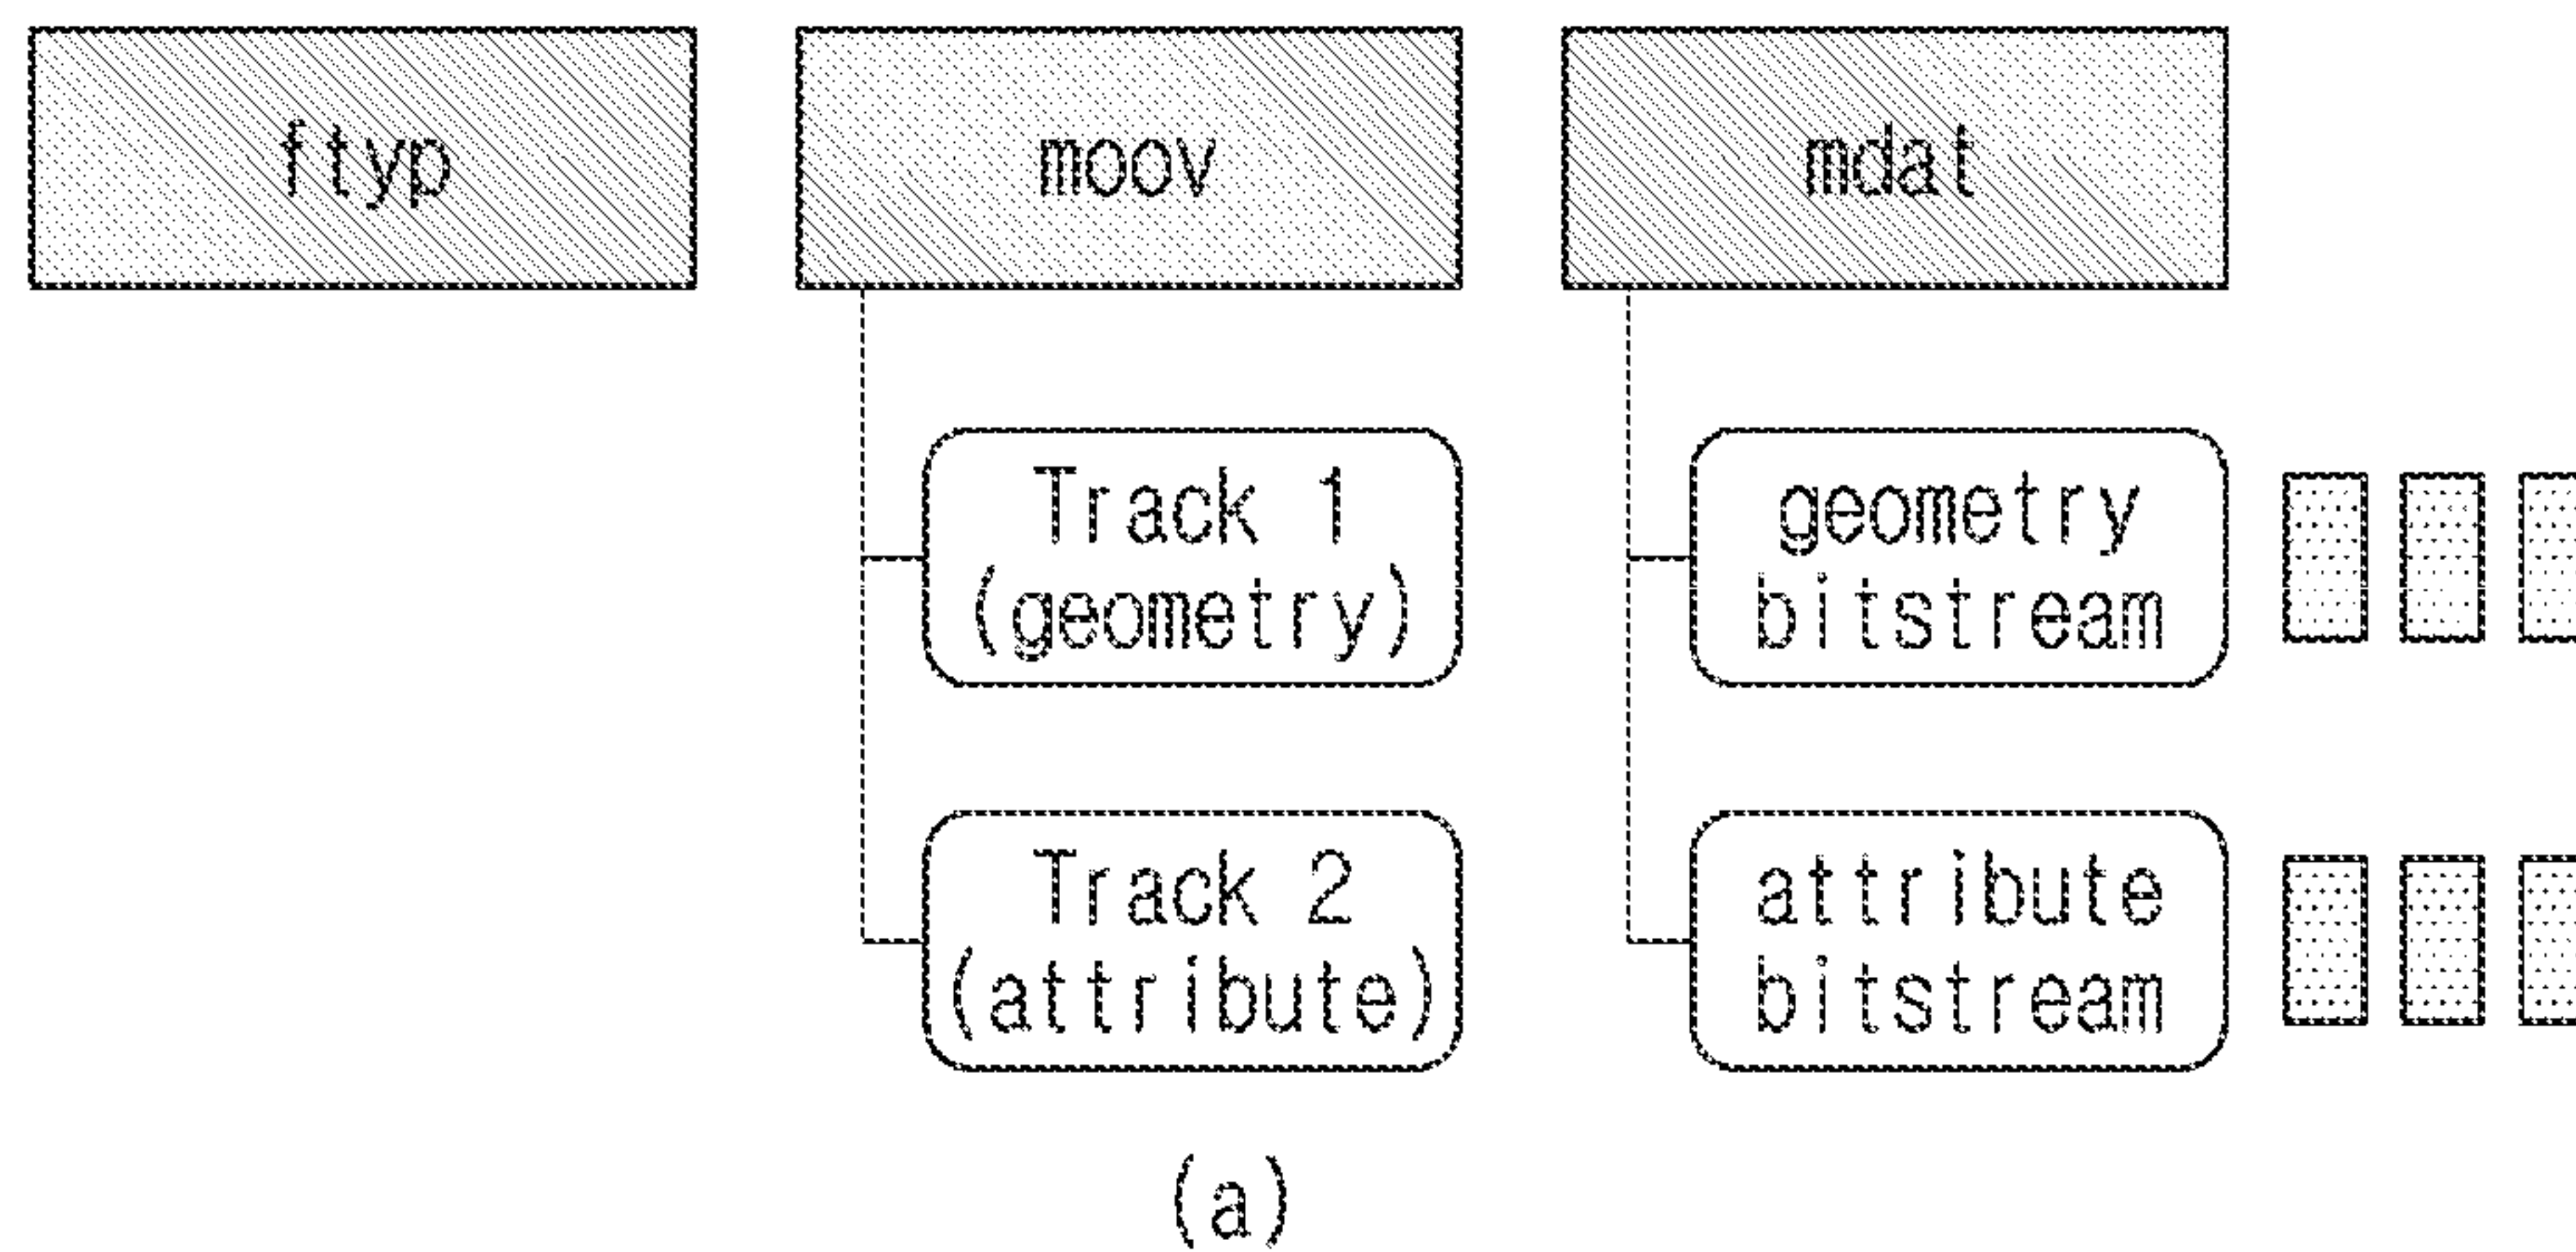 ftyp
moov
mdat
Track 1
(geometry)
geometry
bitstream
Track 2
(attribute)
attribute
bitstream
(a)